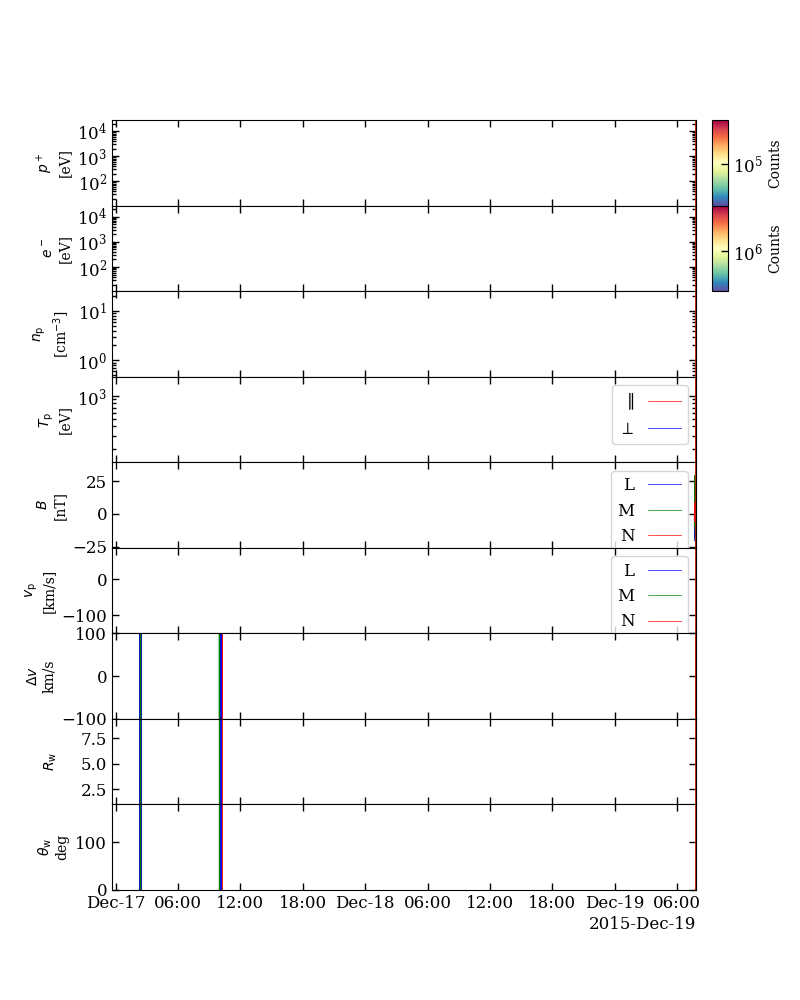 10⁴
10³
10²
p⁺
[eV]
10⁵
Counts
10⁴
10³
10²
e⁻
[eV]
10⁶
Counts
10¹
10⁰
nₚ
[cm⁻³]
10³
Tₚ
[eV]
∥
⊥
25
0
−25
B
[nT]
L
M
N
0
−100
vₚ
[km/s]
L
M
N
100
0
−100
Δv
km/s
7.5
5.0
2.5
R_w
100
0
θ_w
deg
Dec-17 06:00 12:00 18:00 Dec-18 06:00 12:00 18:00 Dec-19 06:00
2015-Dec-19